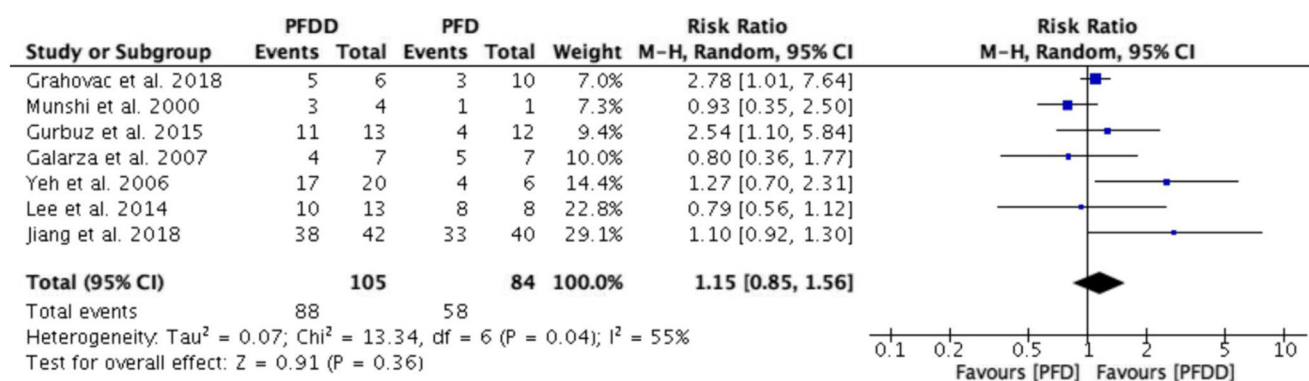 PFDD PFD Risk Ratio Risk Ratio
Study or Subgroup Events Total Events Total Weight M-H, Random, 95% CI M-H, Random, 95% CI
Grahovac et al. 2018 5 6 3 10 7.0% 2.78 [1.01, 7.64]
Munshi et al. 2000 3 4 1 1 7.3% 0.93 [0.35, 2.50]
Gurbuz et al. 2015 11 13 4 12 9.4% 2.54 [1.10, 5.84]
Galarza et al. 2007 4 7 5 7 10.0% 0.80 [0.36, 1.77]
Yeh et al. 2006 17 20 4 6 14.4% 1.27 [0.70, 2.31]
Lee et al. 2014 10 13 8 8 22.8% 0.79 [0.56, 1.12]
Jiang et al. 2018 38 42 33 40 29.1% 1.10 [0.92, 1.30]
Total (95% CI) 105 84 100.0% 1.15 [0.85, 1.56]
Total events 88 58
Heterogeneity: Tau² = 0.07; Chi² = 13.34, df = 6 (P = 0.04); I² = 55%
Test for overall effect: Z = 0.91 (P = 0.36)
0.1 0.2 0.5 1 2 5 10
Favours [PFD] Favours [PFDD]